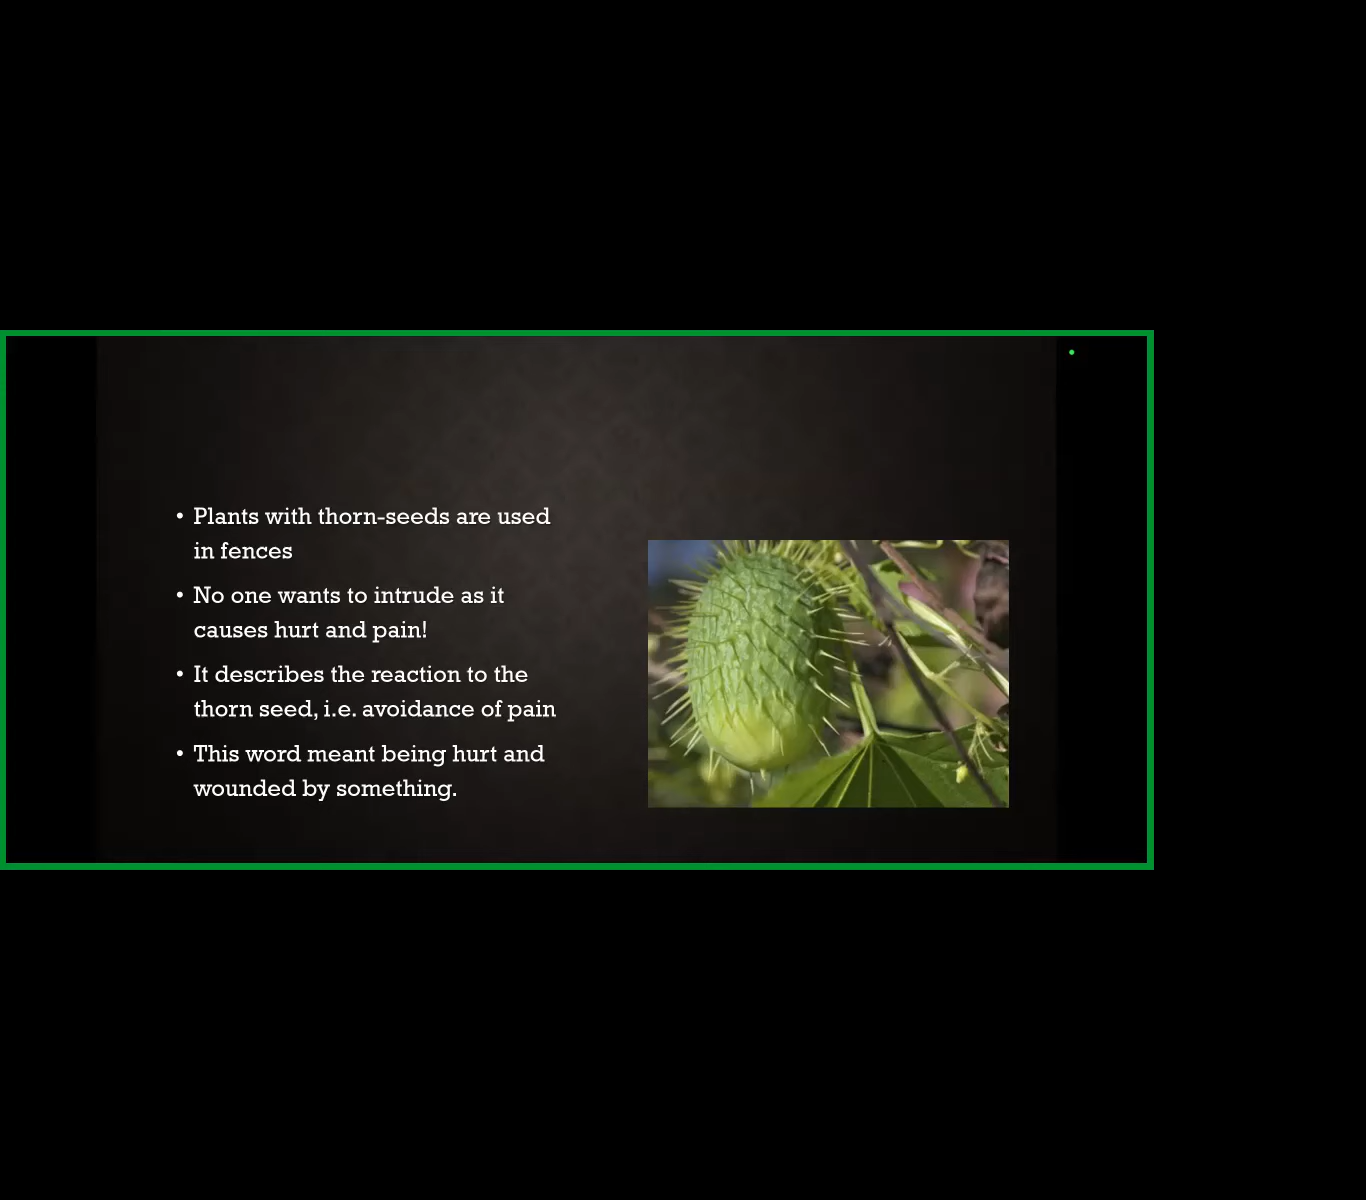 • Plants with thorn-seeds are used
in fences
• No one wants to intrude as it
causes hurt and pain!
• It describes the reaction to the
thorn seed, i.e. avoidance of pain
• This word meant being hurt and
wounded by something.